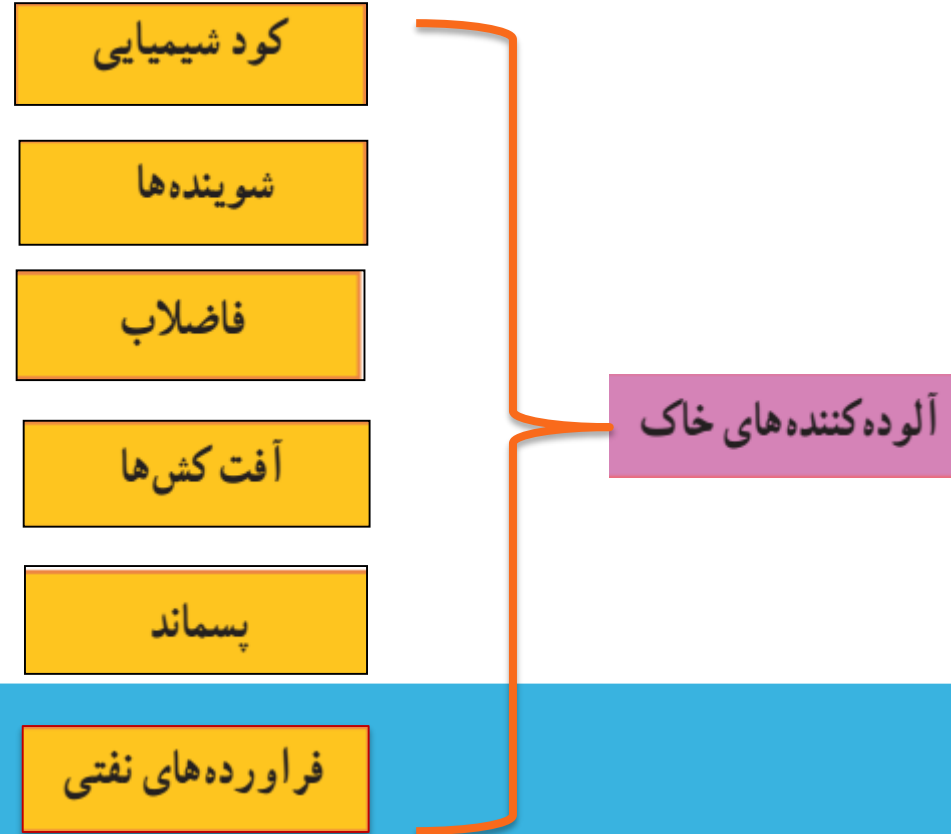 آلوده‌کننده‌های خاک
کود شیمیایی
شوینده‌ها
فاضلاب
آفت کش‌ها
پسماند
فراورده‌های نفتی